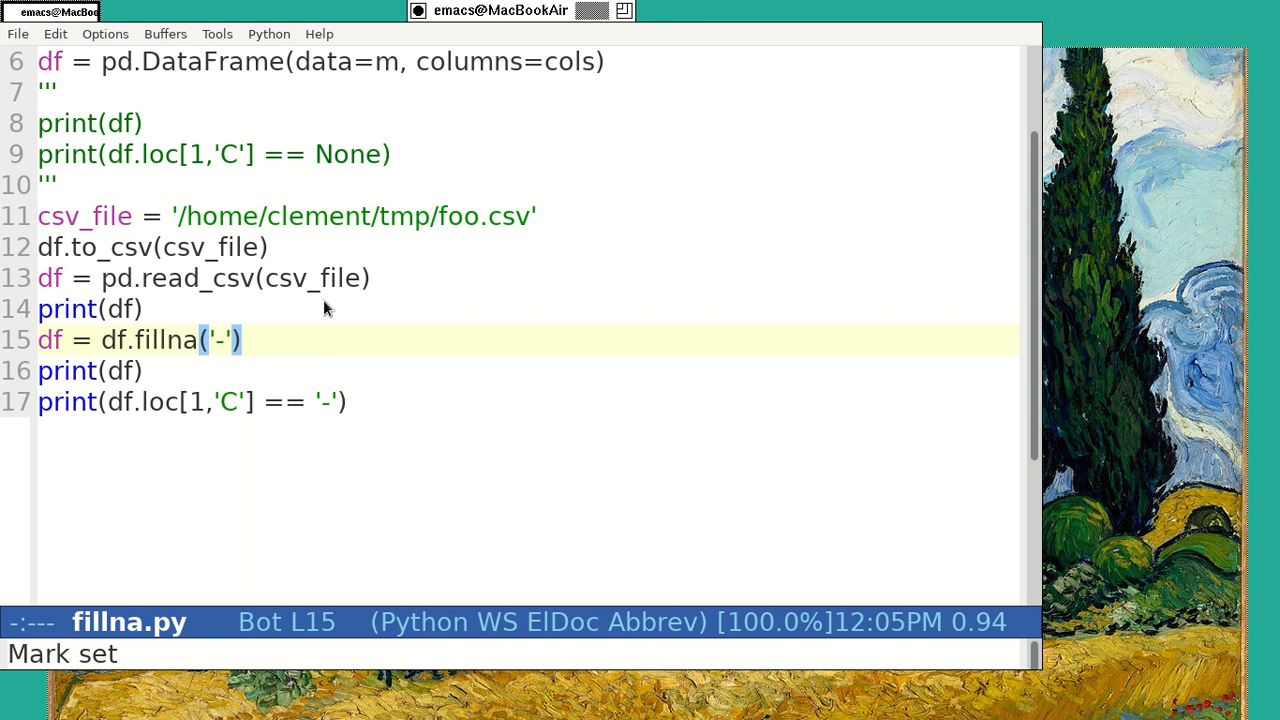 emacs@MacBoo
emacs@MacBookAir
File Edit Options Buffers Tools Python Help
6 df = pd.DataFrame(data=m, columns=cols)
7 '''
8 print(df)
9 print(df.loc[1,'C'] == None)
10 '''
11 csv_file = '/home/clement/tmp/foo.csv'
12 df.to_csv(csv_file)
13 df = pd.read_csv(csv_file)
14 print(df)
15 df = df.fillna('-')
16 print(df)
17 print(df.loc[1,'C'] == '-')
-:--- fillna.py Bot L15 (Python WS ElDoc Abbrev) [100.0%]12:05PM 0.94
Mark set